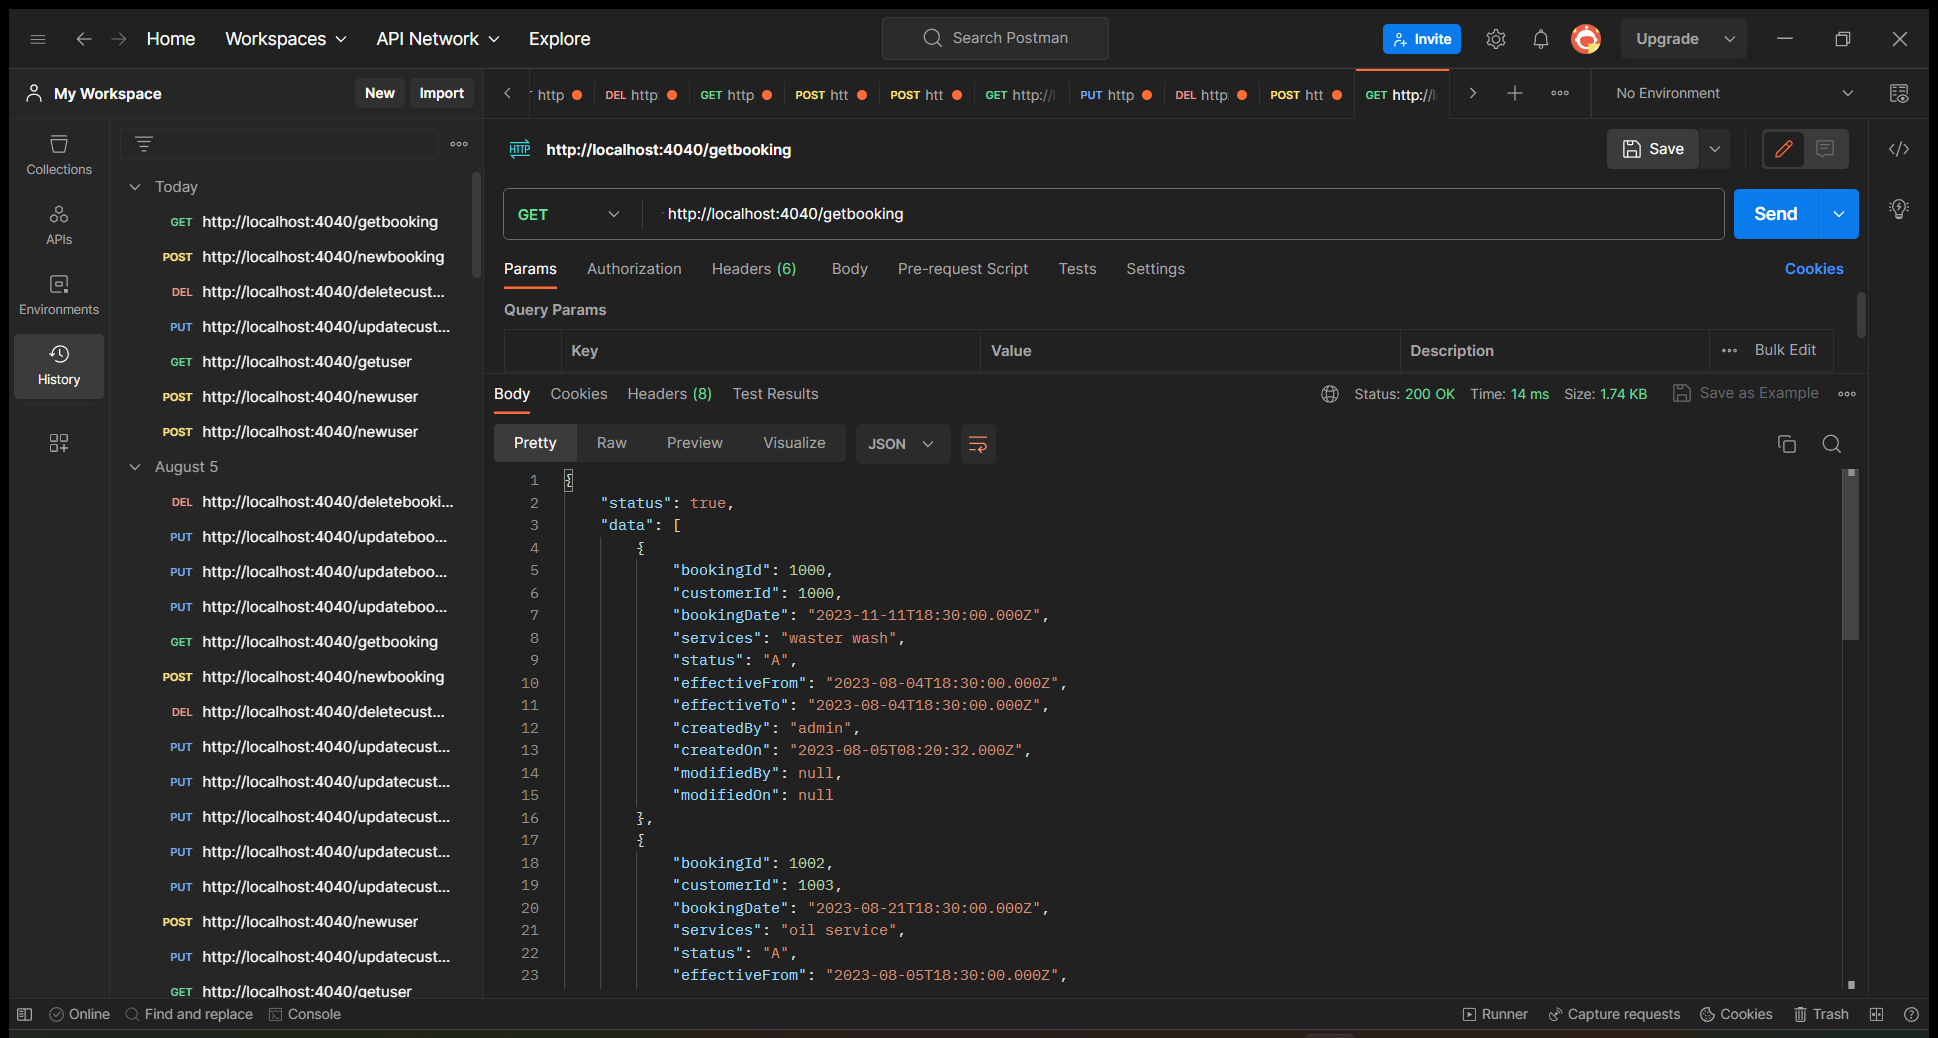 Home Workspaces API Network Explore Search Postman Invite Upgrade
My Workspace New Import
http DEL http: GET http POST htt POST htt GET http:// PUT http DEL http: POST htt GET http:// No Environment
Collections
APIs
Environments
History
Today
GET http://localhost:4040/getbooking
POST http://localhost:4040/newbooking
DEL http://localhost:4040/deletecust...
PUT http://localhost:4040/updatecust...
GET http://localhost:4040/getuser
POST http://localhost:4040/newuser
POST http://localhost:4040/newuser
August 5
DEL http://localhost:4040/deletebooki...
PUT http://localhost:4040/updateboo...
PUT http://localhost:4040/updateboo...
PUT http://localhost:4040/updateboo...
GET http://localhost:4040/getbooking
POST http://localhost:4040/newbooking
DEL http://localhost:4040/deletecust...
PUT http://localhost:4040/updatecust...
PUT http://localhost:4040/updatecust...
PUT http://localhost:4040/updatecust...
PUT http://localhost:4040/updatecust...
PUT http://localhost:4040/updatecust...
POST http://localhost:4040/newuser
PUT http://localhost:4040/updatecust...
GET http://localhost:4040/getuser
HTTP http://localhost:4040/getbooking Save
GET http://localhost:4040/getbooking Send
Params Authorization Headers (6) Body Pre-request Script Tests Settings Cookies
Query Params
Key Value Description Bulk Edit
Body Cookies Headers (8) Test Results Status: 200 OK Time: 14 ms Size: 1.74 KB Save as Example
Pretty Raw Preview Visualize JSON
1 {
2 "status": true,
3 "data": [
4 {
5 "bookingId": 1000,
6 "customerId": 1000,
7 "bookingDate": "2023-11-11T18:30:00.000Z",
8 "services": "waster wash",
9 "status": "A",
10 "effectiveFrom": "2023-08-04T18:30:00.000Z",
11 "effectiveTo": "2023-08-04T18:30:00.000Z",
12 "createdBy": "admin",
13 "createdOn": "2023-08-05T08:20:32.000Z",
14 "modifiedBy": null,
15 "modifiedOn": null
16 },
17 {
18 "bookingId": 1002,
19 "customerId": 1003,
20 "bookingDate": "2023-08-21T18:30:00.000Z",
21 "services": "oil service",
22 "status": "A",
23 "effectiveFrom": "2023-08-05T18:30:00.000Z",
Online Find and replace Console Runner Capture requests Cookies Trash